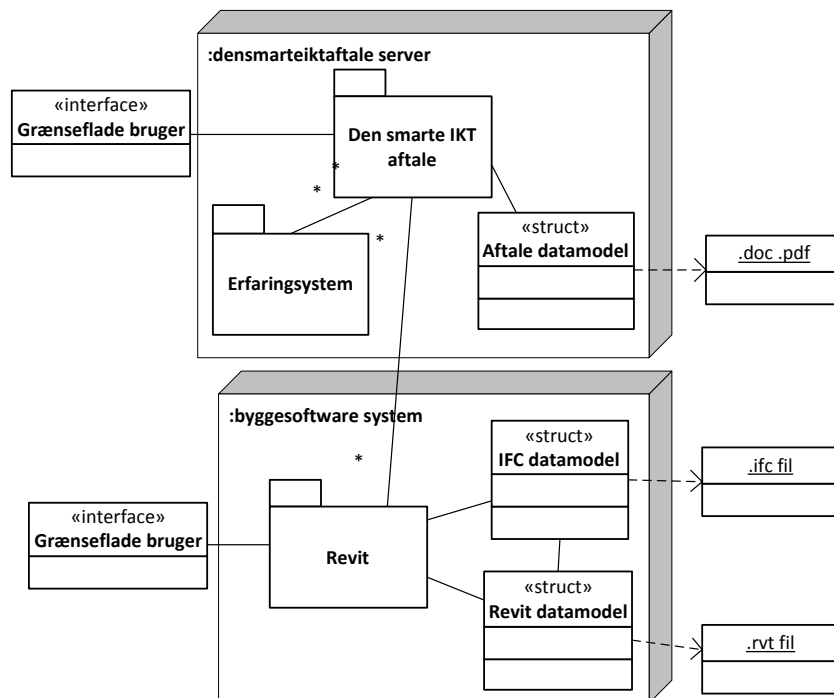 :densmarteiktaftale server
«interface»
Grænseflade bruger
Den smarte IKT
aftale
*
*
*
Erfaringsystem
«struct»
Aftale datamodel
.doc .pdf
:byggesoftware system
*
«struct»
IFC datamodel
.ifc fil
«interface»
Grænseflade bruger
Revit
«struct»
Revit datamodel
.rvt fil